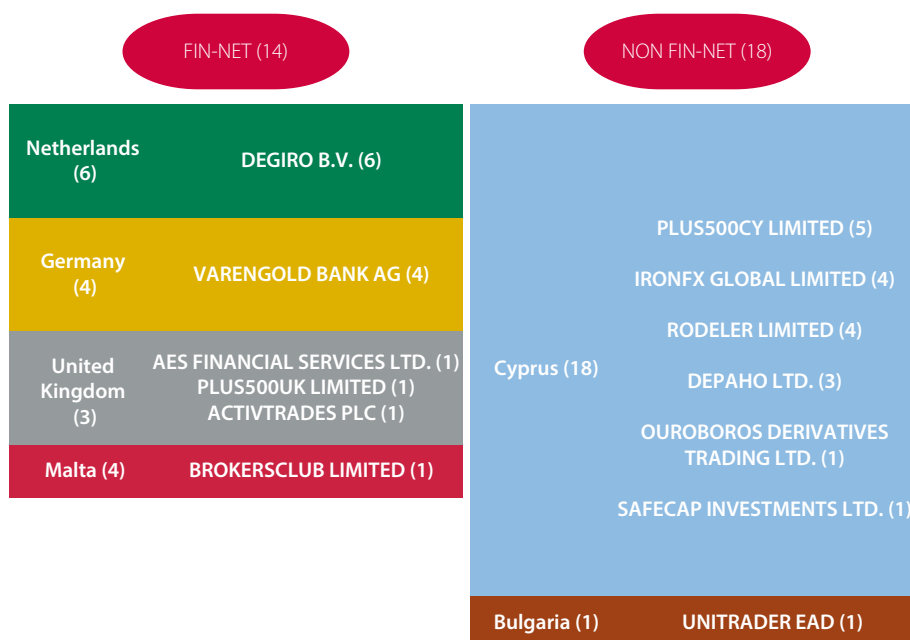 FIN-NET (14)
Netherlands
(6)
DEGIRO B.V. (6)
Germany
(4)
VARENGOLD BANK AG (4)
United
Kingdom
(3)
AES FINANCIAL SERVICES LTD. (1)
PLUS500UK LIMITED (1)
ACTIVTRADES PLC (1)
Malta (4)
BROKERSCLUB LIMITED (1)
NON FIN-NET (18)
Cyprus (18)
PLUS500CY LIMITED (5)
IRONFX GLOBAL LIMITED (4)
RODELER LIMITED (4)
DEPAHO LTD. (3)
OUROBOROS DERIVATIVES
TRADING LTD. (1)
SAFECAP INVESTMENTS LTD. (1)
Bulgaria (1)
UNITRADER EAD (1)